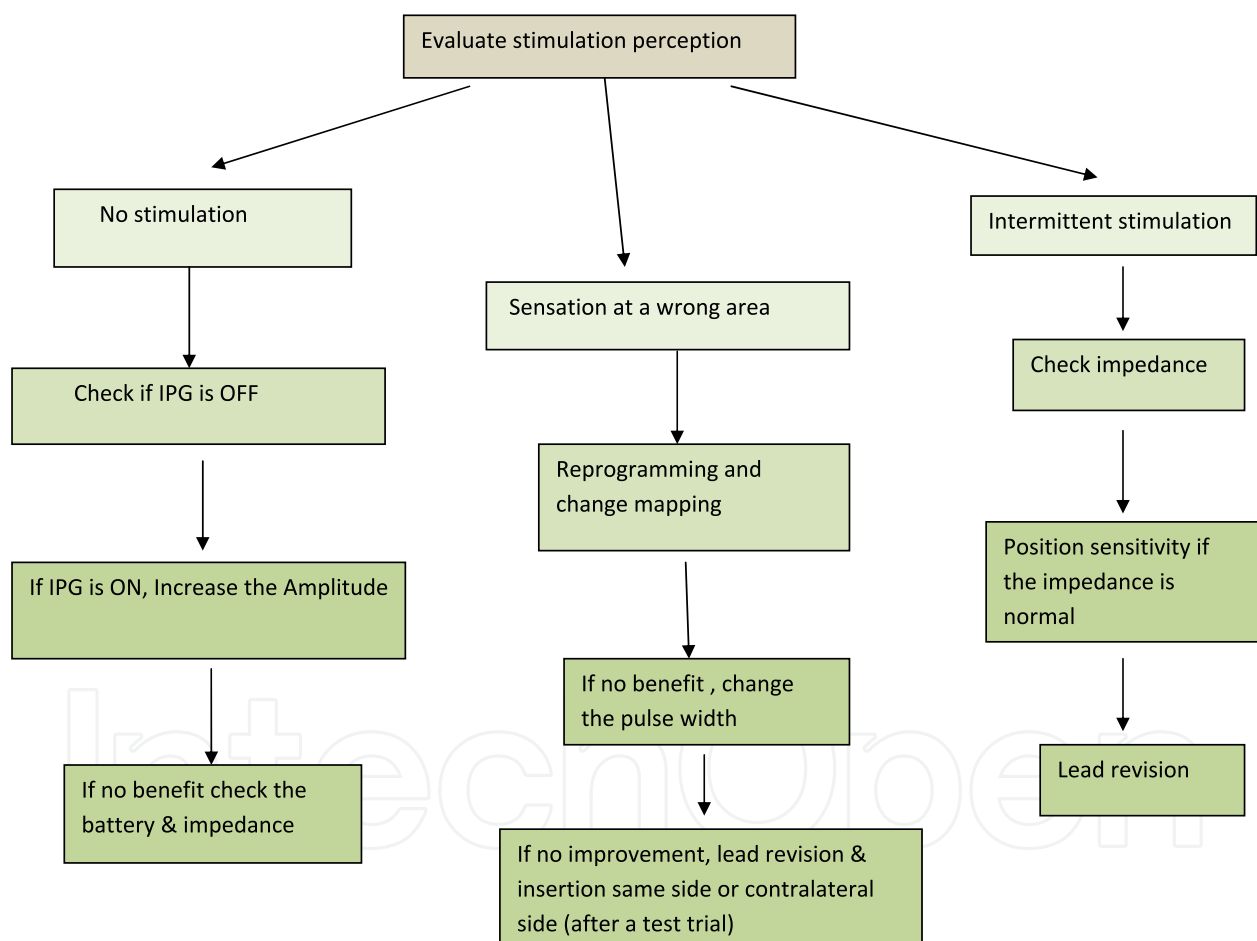 Evaluate stimulation perception
No stimulation
Check if IPG is OFF
If IPG is ON, Increase the Amplitude
If no benefit check the
battery & impedance
Sensation at a wrong area
Reprogramming and
change mapping
If no benefit , change
the pulse width
If no improvement, lead revision &
insertion same side or contralateral
side (after a test trial)
Intermittent stimulation
Check impedance
Position sensitivity if
the impedance is
normal
Lead revision
IntechOpen